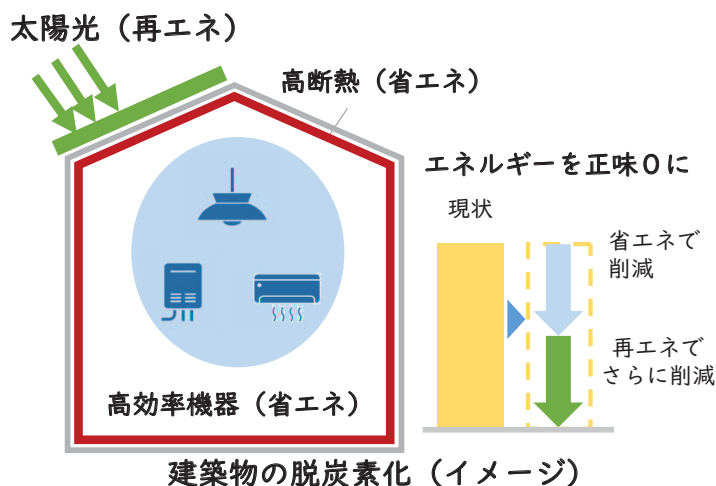 太陽光（再エネ）
高断熱（省エネ）
エネルギーを正味０に
現状
省エネで
削減
再エネで
さらに削減
高効率機器（省エネ）
建築物の脱炭素化（イメージ）